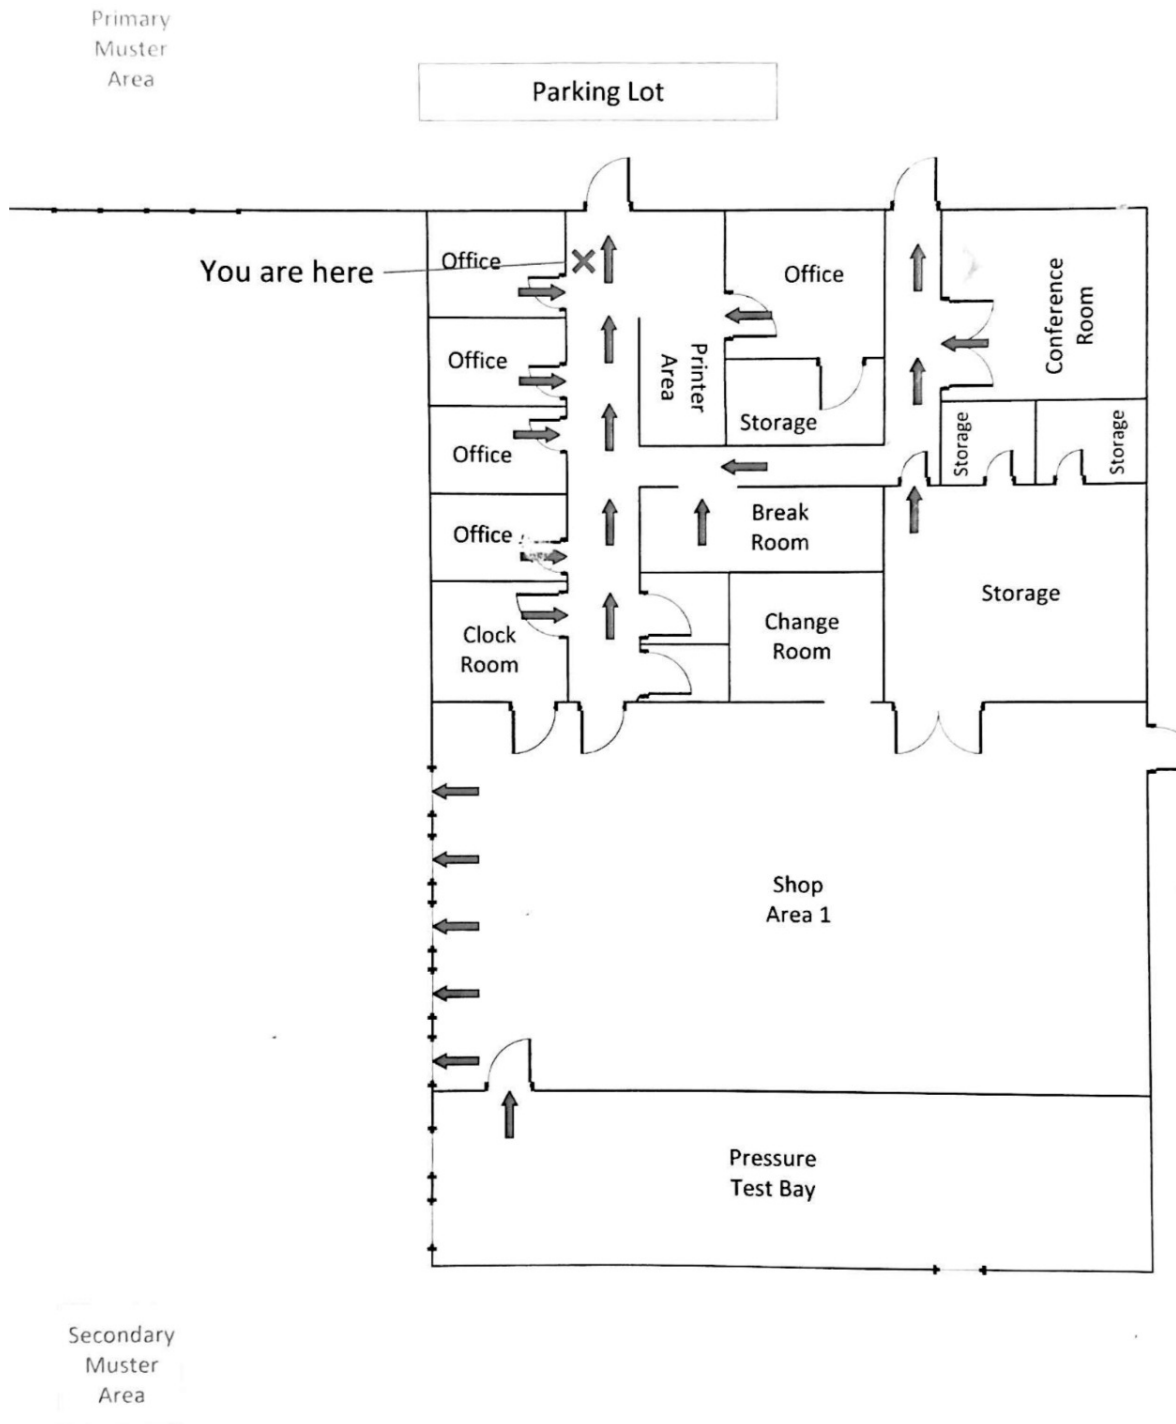 Primary
Muster
Area
Parking Lot
You are here
Office
Office
Office
Office
Clock
Room
Printer
Area
Office
Storage
Conference
Room
Storage
Storage
Break
Room
Change
Room
Storage
Shop
Area 1
Pressure
Test Bay
Secondary
Muster
Area